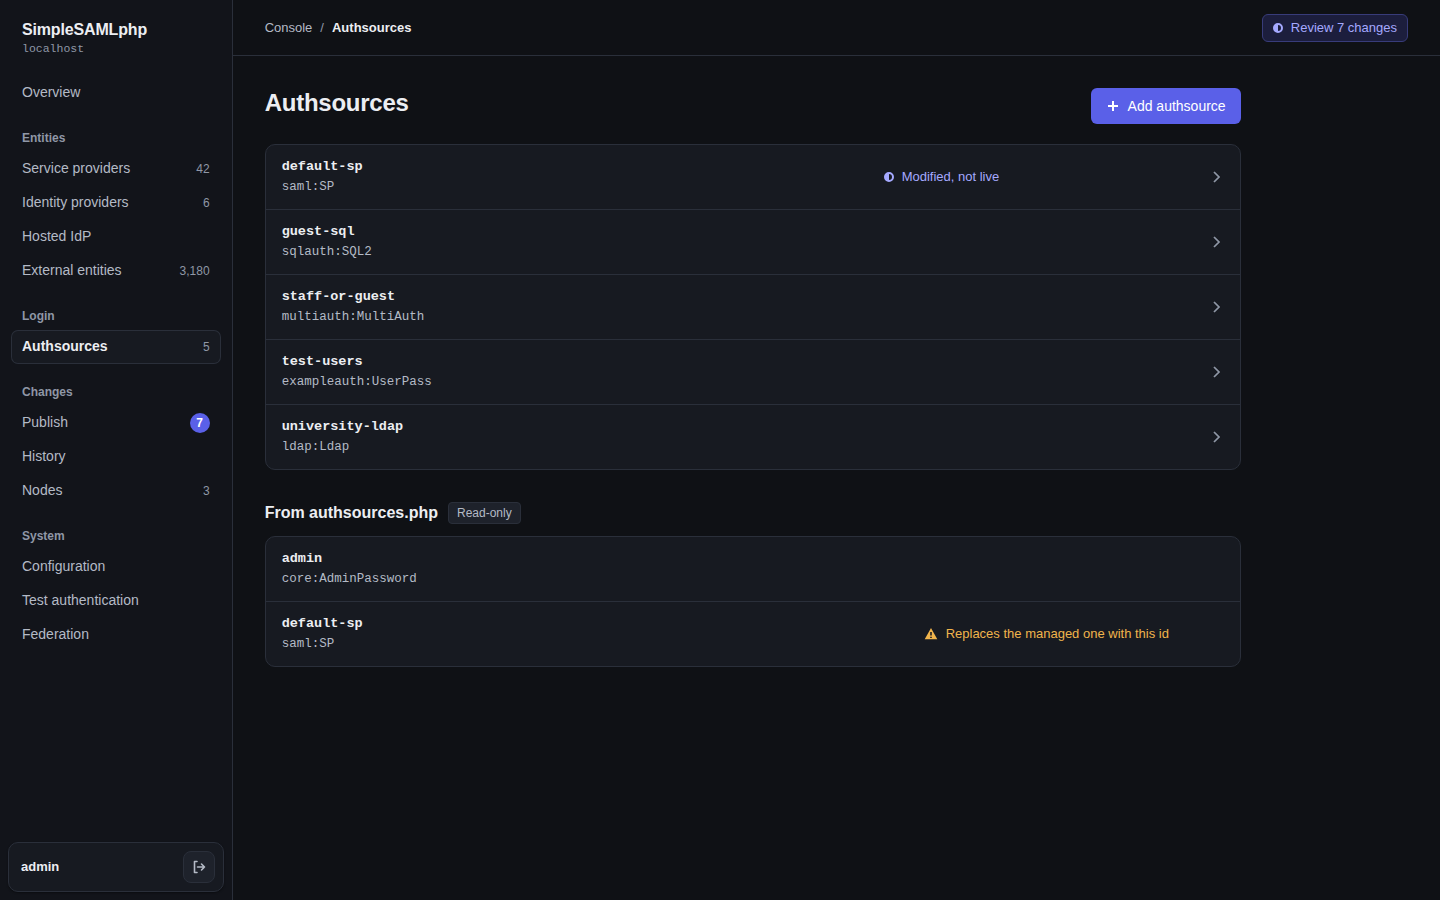 SimpleSAMLphp
localhost
Overview
Entities
Service providers 42
Identity providers 6
Hosted IdP
External entities 3,180
Login
Authsources 5
Changes
Publish 7
History
Nodes 3
System
Configuration
Test authentication
Federation
admin
Console / Authsources
Review 7 changes
Authsources
Add authsource
default-sp
saml:SP
Modified, not live
guest-sql
sqlauth:SQL2
staff-or-guest
multiauth:MultiAuth
test-users
exampleauth:UserPass
university-ldap
ldap:Ldap
From authsources.php Read-only
admin
core:AdminPassword
default-sp
saml:SP
Replaces the managed one with this id